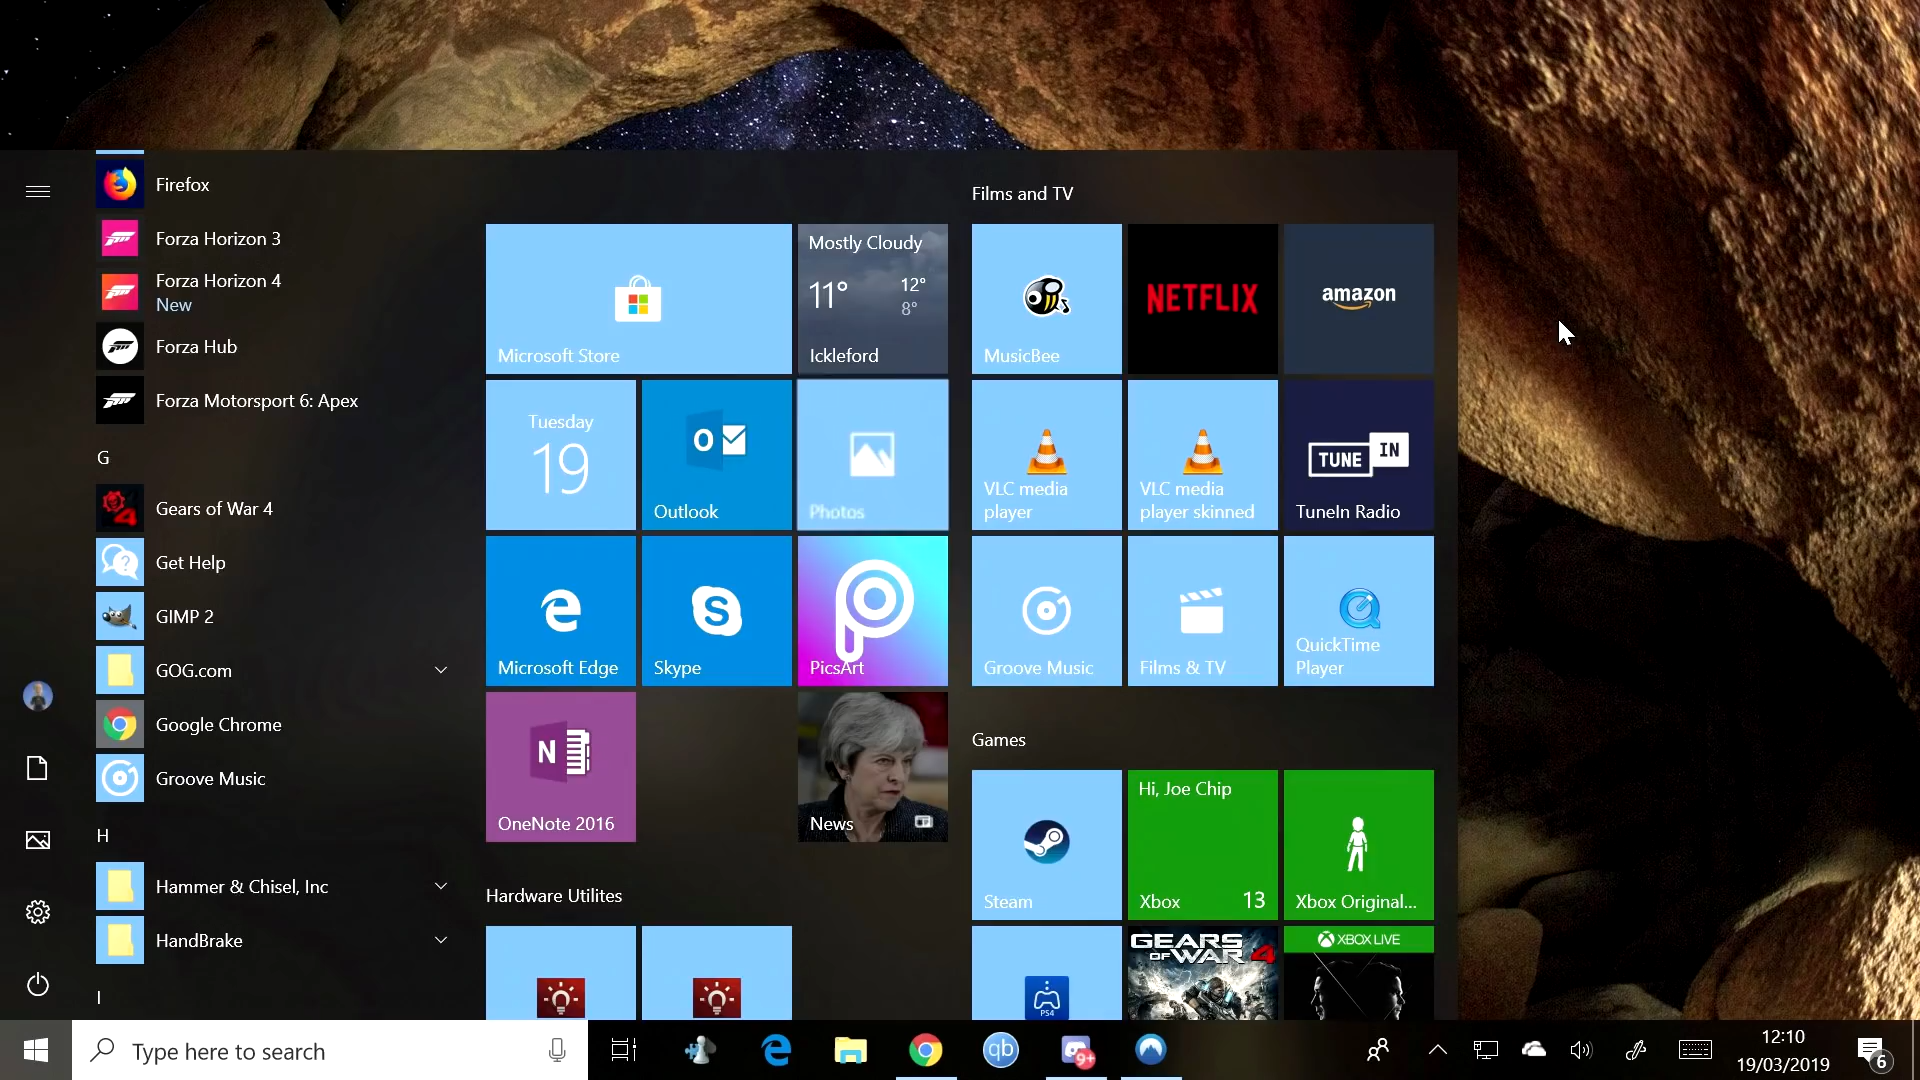 Firefox
Forza Horizon 3
Forza Horizon 4
New
Forza Hub
Forza Motorsport 6: Apex
G
Gears of War 4
4
Get Help
?
GIMP 2
GOG.com
Google Chrome
Groove Music
H
Hammer & Chisel, Inc
HandBrake
I
Microsoft Store
Mostly Cloudy
11°
12°
8°
Ickleford
Tuesday
19
O
Outlook
Photos
Microsoft Edge
S
Skype
PicsArt
N
OneNote 2016
News
Hardware Utilites
Films and TV
MusicBee
NETFLIX
amazon
VLC media
player
VLC media
player skinned
TUNE IN
TuneIn Radio
Groove Music
Films & TV
QuickTime
Player
Games
Steam
Hi, Joe Chip
Xbox
13
Xbox Original...
PS4
GEARS
OF WAR 4
XBOX LIVE
Type here to search
qb
9+
12:10
19/03/2019
6